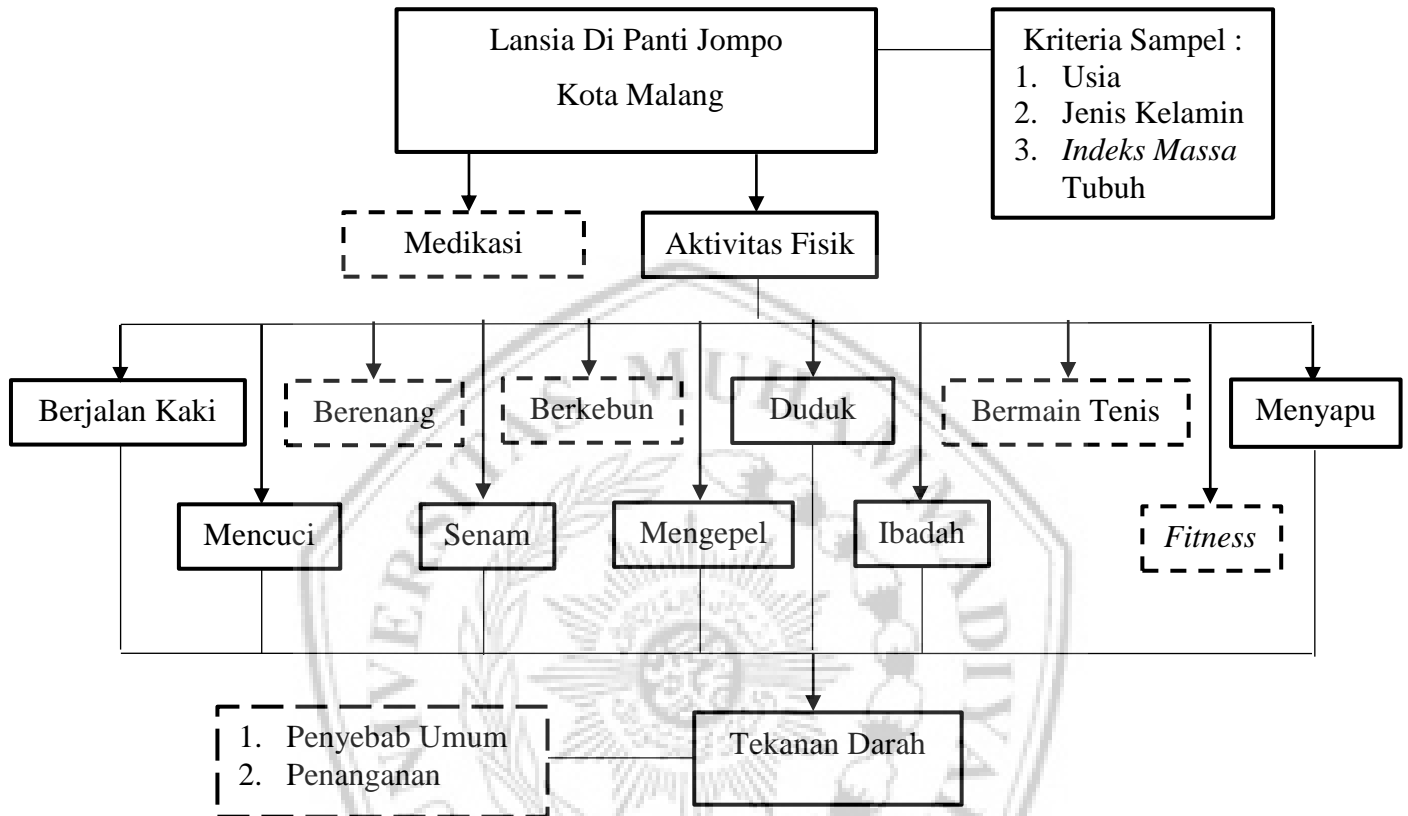 Lansia Di Panti Jompo
Kota Malang
Kriteria Sampel :
1. Usia
2. Jenis Kelamin
3. Indeks Massa
Tubuh
Medikasi
Aktivitas Fisik
Berjalan Kaki
Berenang
Berkebun
Duduk
Bermain Tenis
Menyapu
Mencuci
Senam
Mengepel
Ibadah
Fitness
1. Penyebab Umum
2. Penanganan
Tekanan Darah